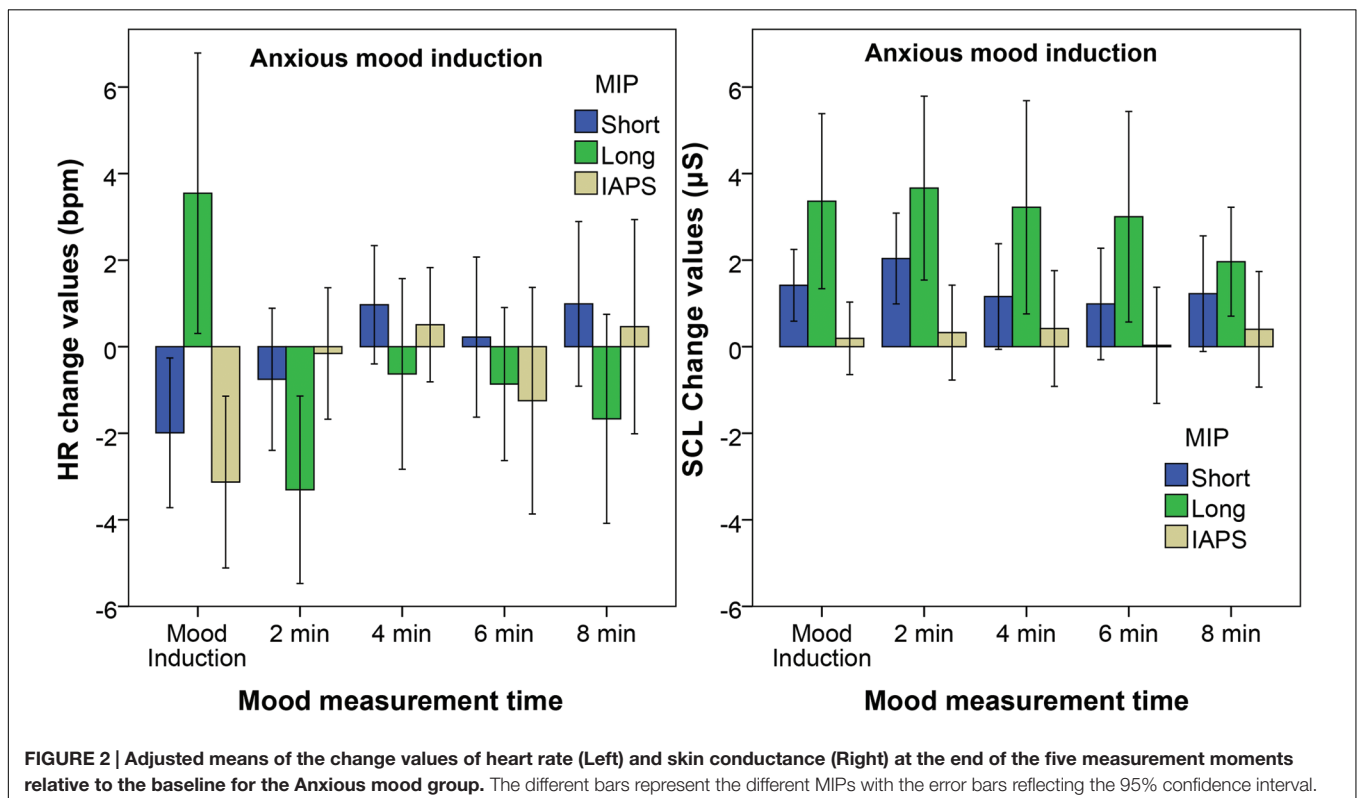 Anxious mood induction
MIP
Short
Long
IAPS
HR change values (bpm)
6
4
2
0
-2
-4
-6
Mood
Induction
2 min
4 min
6 min
8 min
Mood measurement time
Anxious mood induction
SCL Change values (µS)
6
4
2
0
-2
-4
-6
MIP
Short
Long
IAPS
Mood
Induction
2 min
4 min
6 min
8 min
Mood measurement time
FIGURE 2 | Adjusted means of the change values of heart rate (Left) and skin conductance (Right) at the end of the five measurement moments
relative to the baseline for the Anxious mood group. The different bars represent the different MIPs with the error bars reflecting the 95% confidence interval.